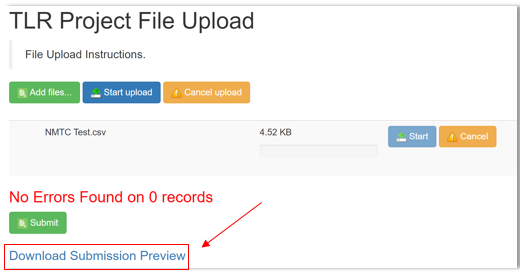 TLR Project File Upload
File Upload Instructions.
Add files... Start upload Cancel upload
NMTC Test.csv 4.52 KB Start Cancel
No Errors Found on 0 records
Submit
Download Submission Preview